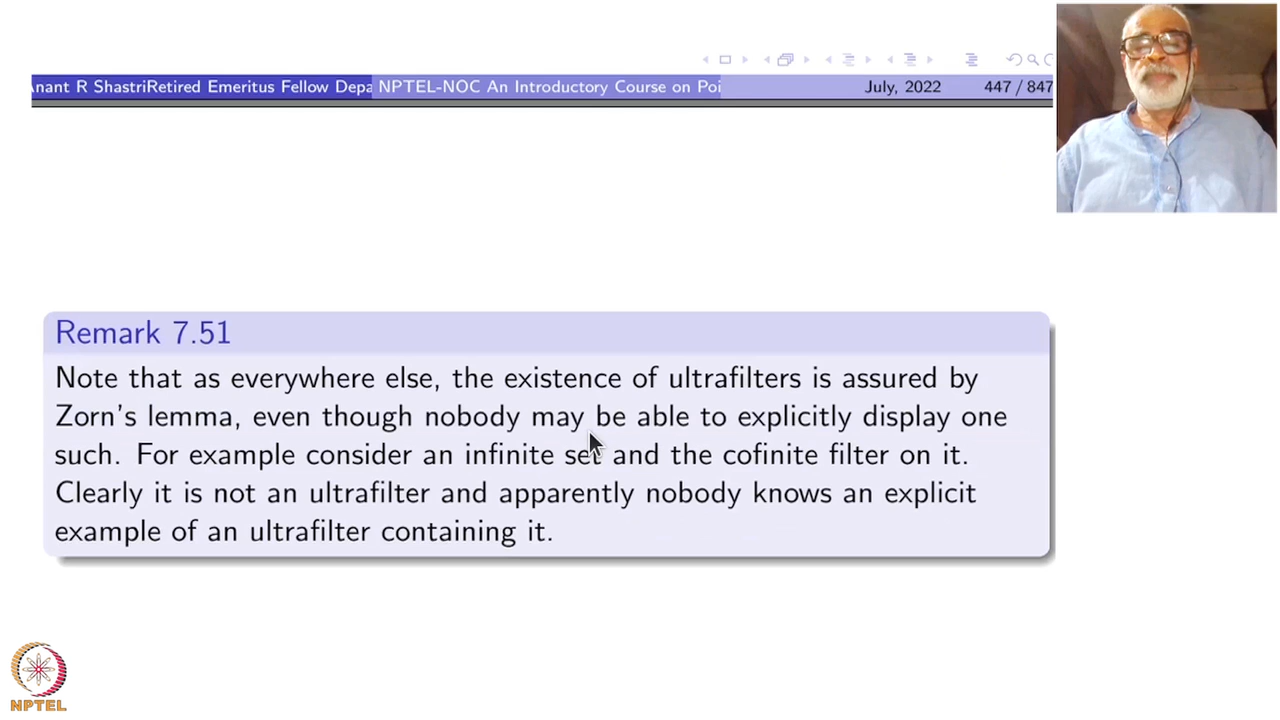 Anant R ShastriRetired Emeritus Fellow Depa NPTEL-NOC An Introductory Course on Poi July, 2022 447 / 847
Remark 7.51
Note that as everywhere else, the existence of ultrafilters is assured by
Zorn's lemma, even though nobody may be able to explicitly display one
such. For example consider an infinite set and the cofinite filter on it.
Clearly it is not an ultrafilter and apparently nobody knows an explicit
example of an ultrafilter containing it.
NPTEL